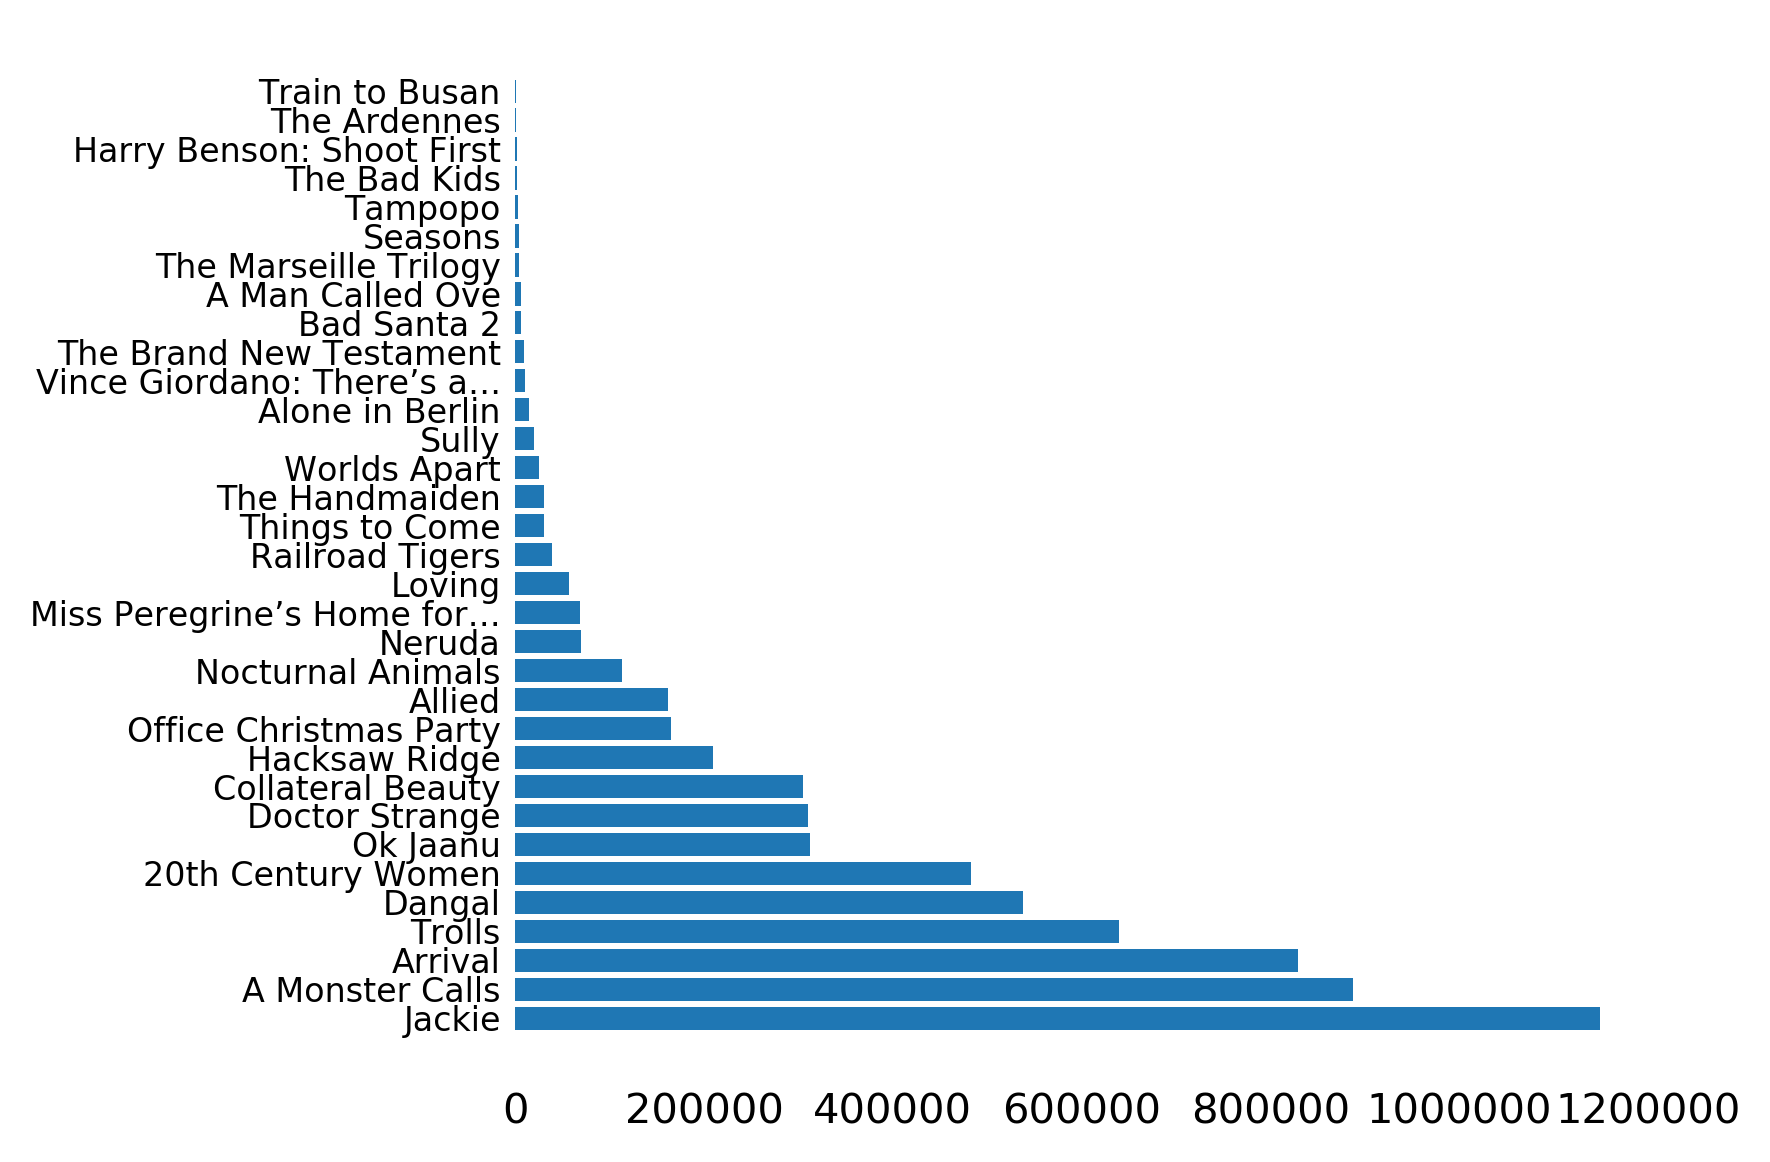 Train to Busan
The Ardennes
Harry Benson: Shoot First
The Bad Kids
Tampopo
Seasons
The Marseille Trilogy
A Man Called Ove
Bad Santa 2
The Brand New Testament
Vince Giordano: There’s a…
Alone in Berlin
Sully
Worlds Apart
The Handmaiden
Things to Come
Railroad Tigers
Loving
Miss Peregrine’s Home for…
Neruda
Nocturnal Animals
Allied
Office Christmas Party
Hacksaw Ridge
Collateral Beauty
Doctor Strange
Ok Jaanu
20th Century Women
Dangal
Trolls
Arrival
A Monster Calls
Jackie
0 200000 400000 600000 800000 1000000 1200000